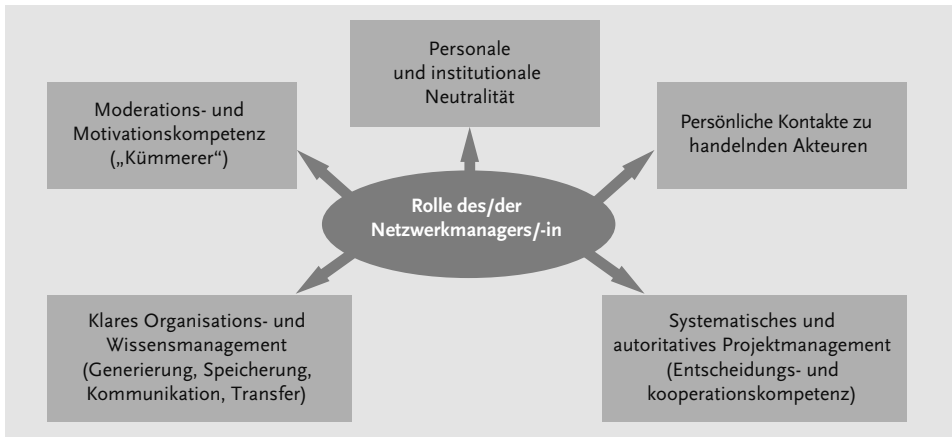 Personale
und institutionale
Neutralität
Moderations- und
Motivationskompetenz
(„Kümmerer“)
Persönliche Kontakte zu
handelnden Akteuren
Rolle des/der
Netzwerkmanagers/-in
Klares Organisations- und
Wissensmanagement
(Generierung, Speicherung,
Kommunikation, Transfer)
Systematisches und
autoritatives Projektmanagement
(Entscheidungs- und
kooperationskompetenz)